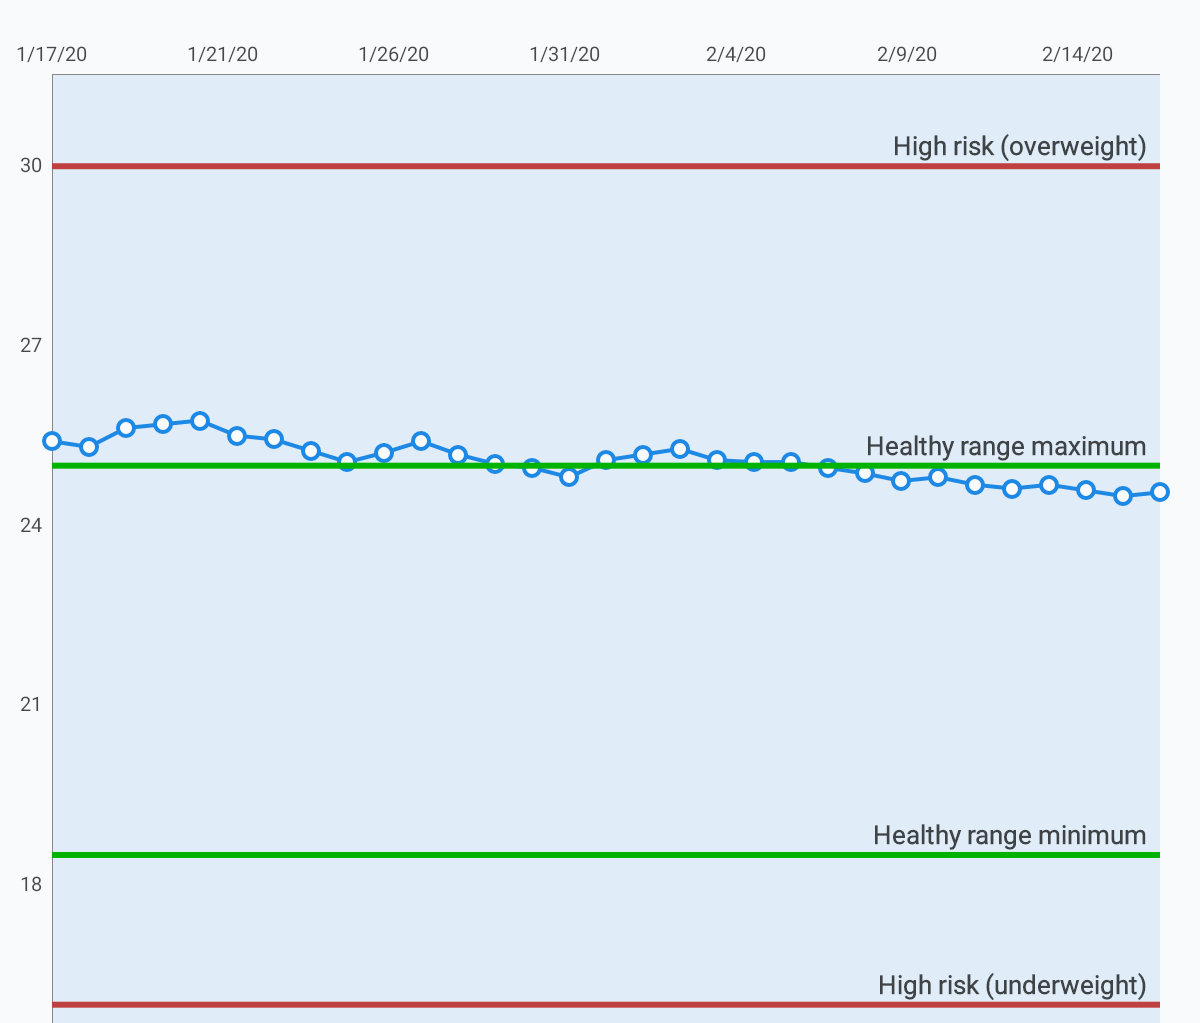 1/17/20 1/21/20 1/26/20 1/31/20 2/4/20 2/9/20 2/14/20
High risk (overweight)
30
27
Healthy range maximum
24
21
Healthy range minimum
18
High risk (underweight)